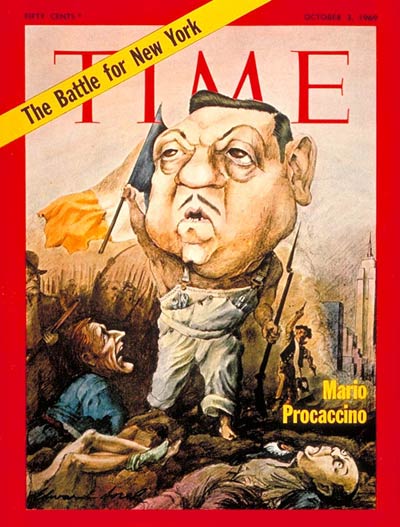 FIFTY CENTS
OCTOBER 3, 1969
The Battle for New York
TIME
Mario
Procaccino